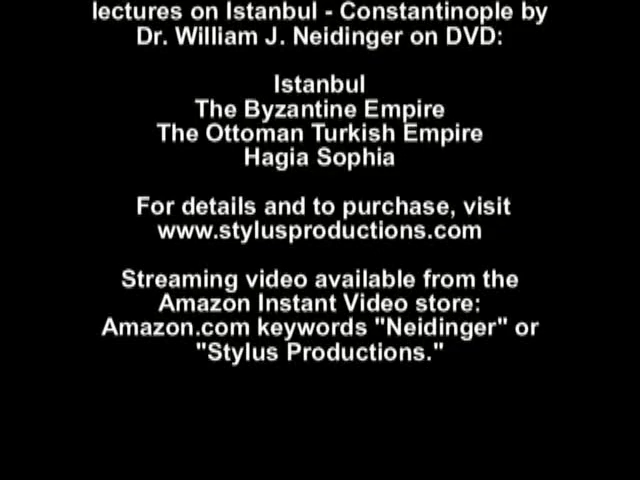 lectures on Istanbul - Constantinople by
Dr. William J. Neidinger on DVD:
Istanbul
The Byzantine Empire
The Ottoman Turkish Empire
Hagia Sophia
For details and to purchase, visit
www.stylusproductions.com
Streaming video available from the
Amazon Instant Video store:
Amazon.com keywords "Neidinger" or
"Stylus Productions."